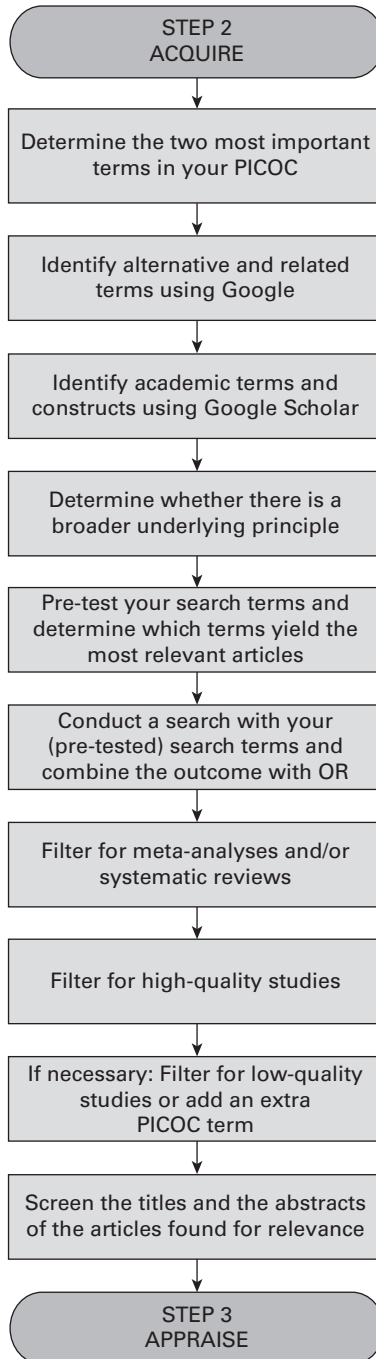 STEP 2
ACQUIRE
Determine the two most important
terms in your PICOC
Identify alternative and related
terms using Google
Identify academic terms and
constructs using Google Scholar
Determine whether there is a
broader underlying principle
Pre-test your search terms and
determine which terms yield the
most relevant articles
Conduct a search with your
(pre-tested) search terms and
combine the outcome with OR
Filter for meta-analyses and/or
systematic reviews
Filter for high-quality studies
If necessary: Filter for low-quality
studies or add an extra
PICOC term
Screen the titles and the abstracts
of the articles found for relevance
STEP 3
APPRAISE